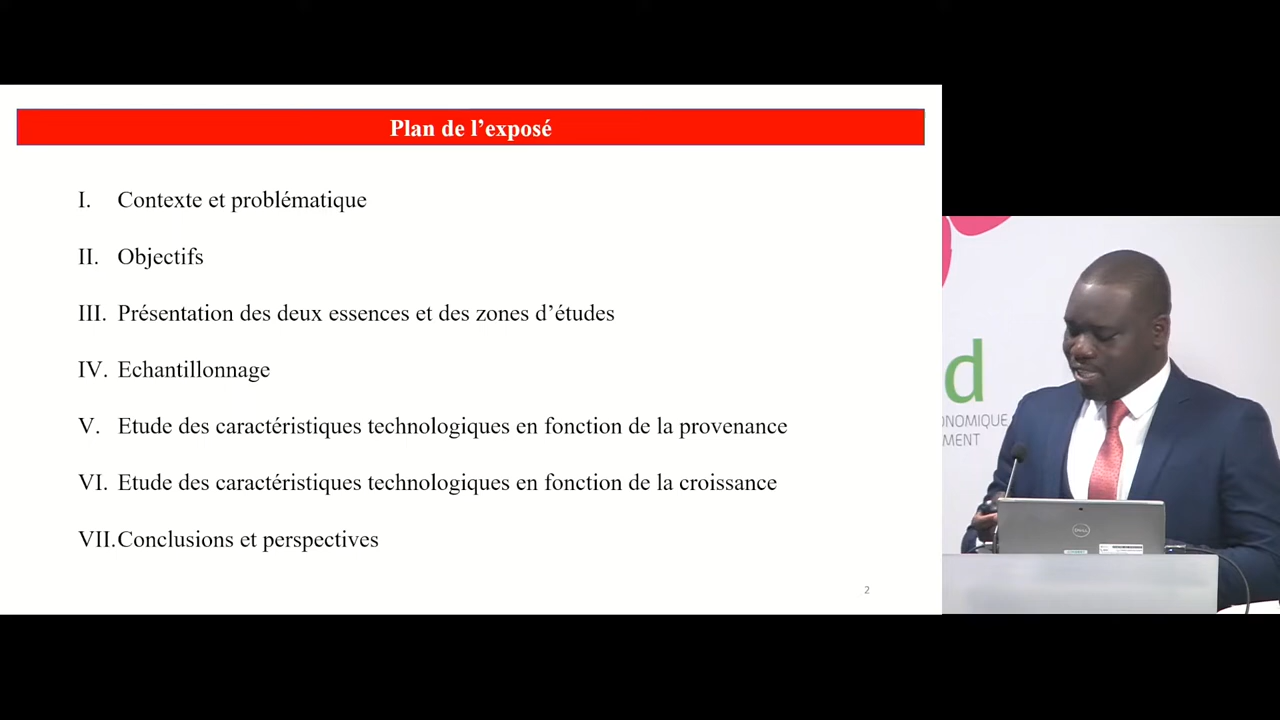 Plan de l’exposé
I. Contexte et problématique
II. Objectifs
III. Présentation des deux essences et des zones d’études
IV. Echantillonnage
V. Etude des caractéristiques technologiques en fonction de la provenance
VI. Etude des caractéristiques technologiques en fonction de la croissance
VII. Conclusions et perspectives
2
d
ONOMIQUE
MENT
DELL